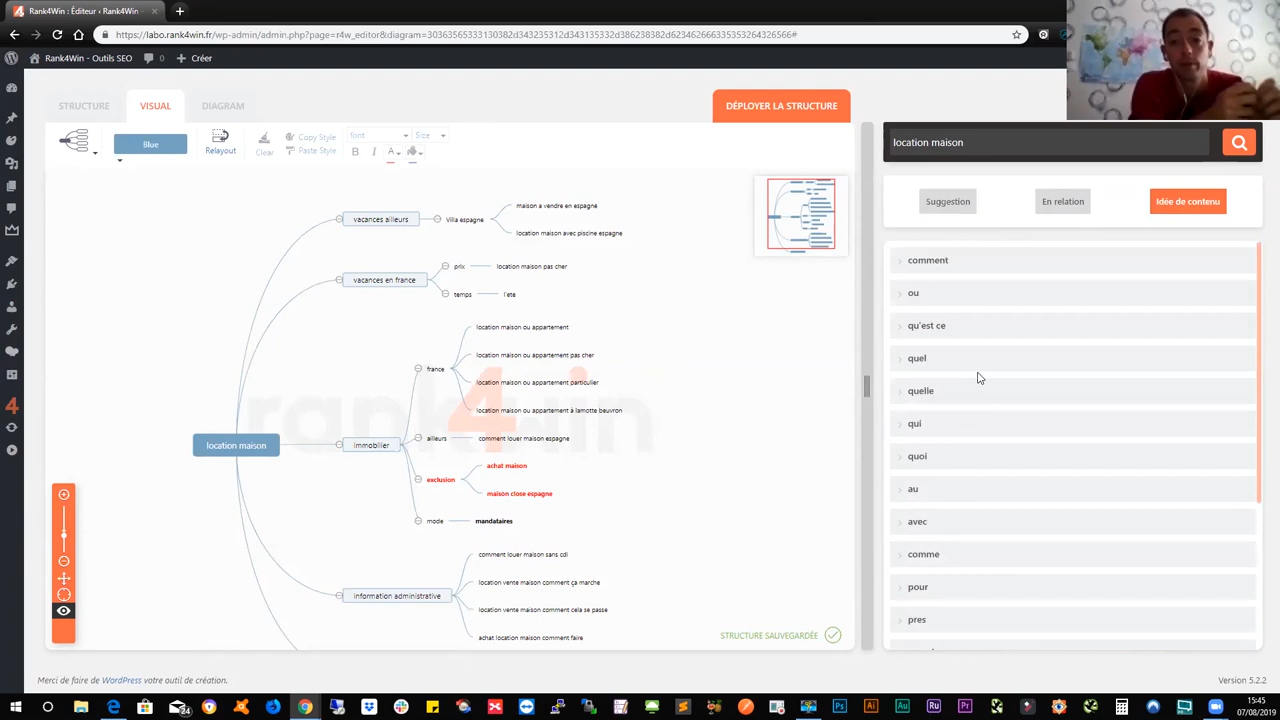 Rank4Win: Rank4Win -
https://labo.rank4win.fr/wp-admin/admin.php?page=r4w_editor&diagram=
Rank4Win - Outils SEO
0
Créer
STRUCTURE
VISUAL
DIAGRAM
DÉPLOYER LA STRUCTURE
Blue
Relayout
Clear
Copy Style
Paste Style
font
Size
B I A
location maison
Suggestion
En relation
Idée de contenu
vacances ailleurs
Villa espagne
maison a vendre en espagne
location maison avec piscine espagne
vacances en france
prix
location maison pas cher
temps
l'ete
location maison
immobilier
france
location maison ou appartement
location maison ou appartement pas cher
location maison ou appartement particulier
location maison ou appartement à lamotte beuvron
ailleurs
comment louer maison espagne
exclusion
achat maison
maison close espagne
mode
mandataires
information administrative
comment louer maison sans cdi
location vente maison comment ça marche
location vente maison comment cela se passe
achat location maison comment faire
rank4win
STRUCTURE SAUVEGARDÉE
comment
ou
qu'est ce
quel
quelle
qui
quoi
au
avec
comme
pour
pres
Merci de faire de WordPress votre outil de création.
Version 5.2.2
24
15:45
07/08/2019